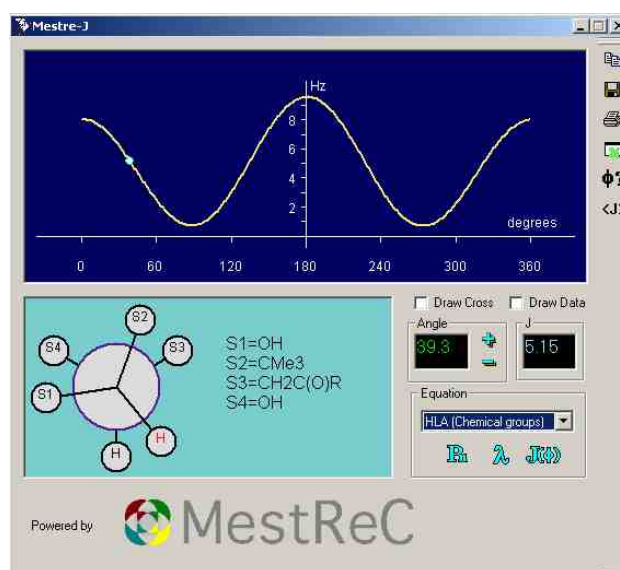 Mestre-J
Hz
8
6
4
2
degrees
0 60 120 180 240 300 360
Draw Cross Draw Data
Angle J
39.3 5.15
S2
S4 S3
S1
H H
S1=OH
S2=CMe3
S3=CH2C(O)R
S4=OH
Equation
HLA (Chemical groups)
λ J(ϕ)
Powered by MestReC